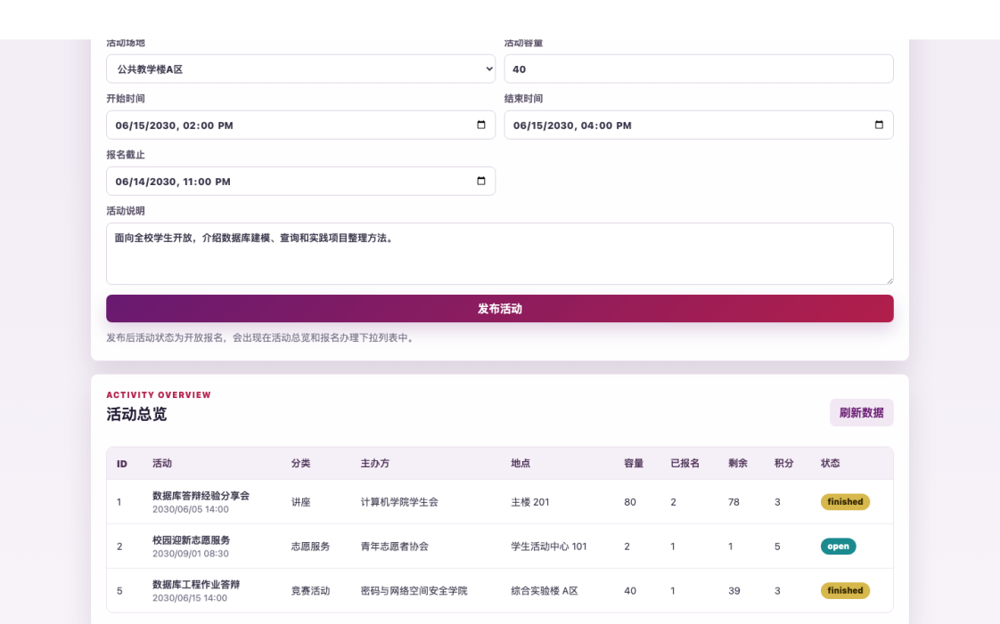 活动场地 活动容量
公共教学楼A区 40
开始时间 结束时间
06/15/2030, 02:00 PM 06/15/2030, 04:00 PM
报名截止
06/14/2030, 11:00 PM
活动说明
面向全校学生开放，介绍数据库建模、查询和实践项目整理方法。
发布活动
发布后活动状态为开放报名，会出现在活动总览和报名办理下拉列表中。
ACTIVITY OVERVIEW
活动总览
刷新数据
ID 活动 分类 主办方 地点 容量 已报名 剩余 积分 状态
1 数据库答辩经验分享会 讲座 计算机学院学生会 主楼 201 80 2 78 3 finished
2030/06/05 14:00
2 校园迎新志愿服务 志愿服务 青年志愿者协会 学生活动中心 101 2 1 1 5 open
2030/09/01 08:30
5 数据库工程作业答辩 竞赛活动 密码与网络空间安全学院 综合实验楼 A区 40 1 39 3 finished
2030/06/15 14:00